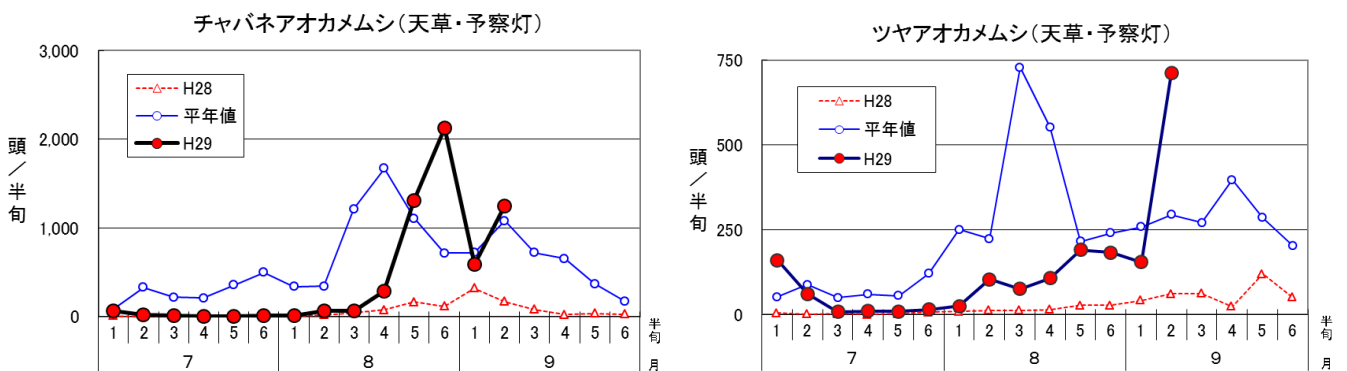 チャバネアオカメムシ（天草・予察灯）
3,000
2,000
1,000
0
頭／半旬
H28
平年値
H29
1 2 3 4 5 6 1 2 3 4 5 6 1 2 3 4 5 6 半旬
7 8 9 月
ツヤアオカメムシ（天草・予察灯）
750
500
250
0
頭／半旬
H28
平年値
H29
1 2 3 4 5 6 1 2 3 4 5 6 1 2 3 4 5 6 半旬
7 8 9 月